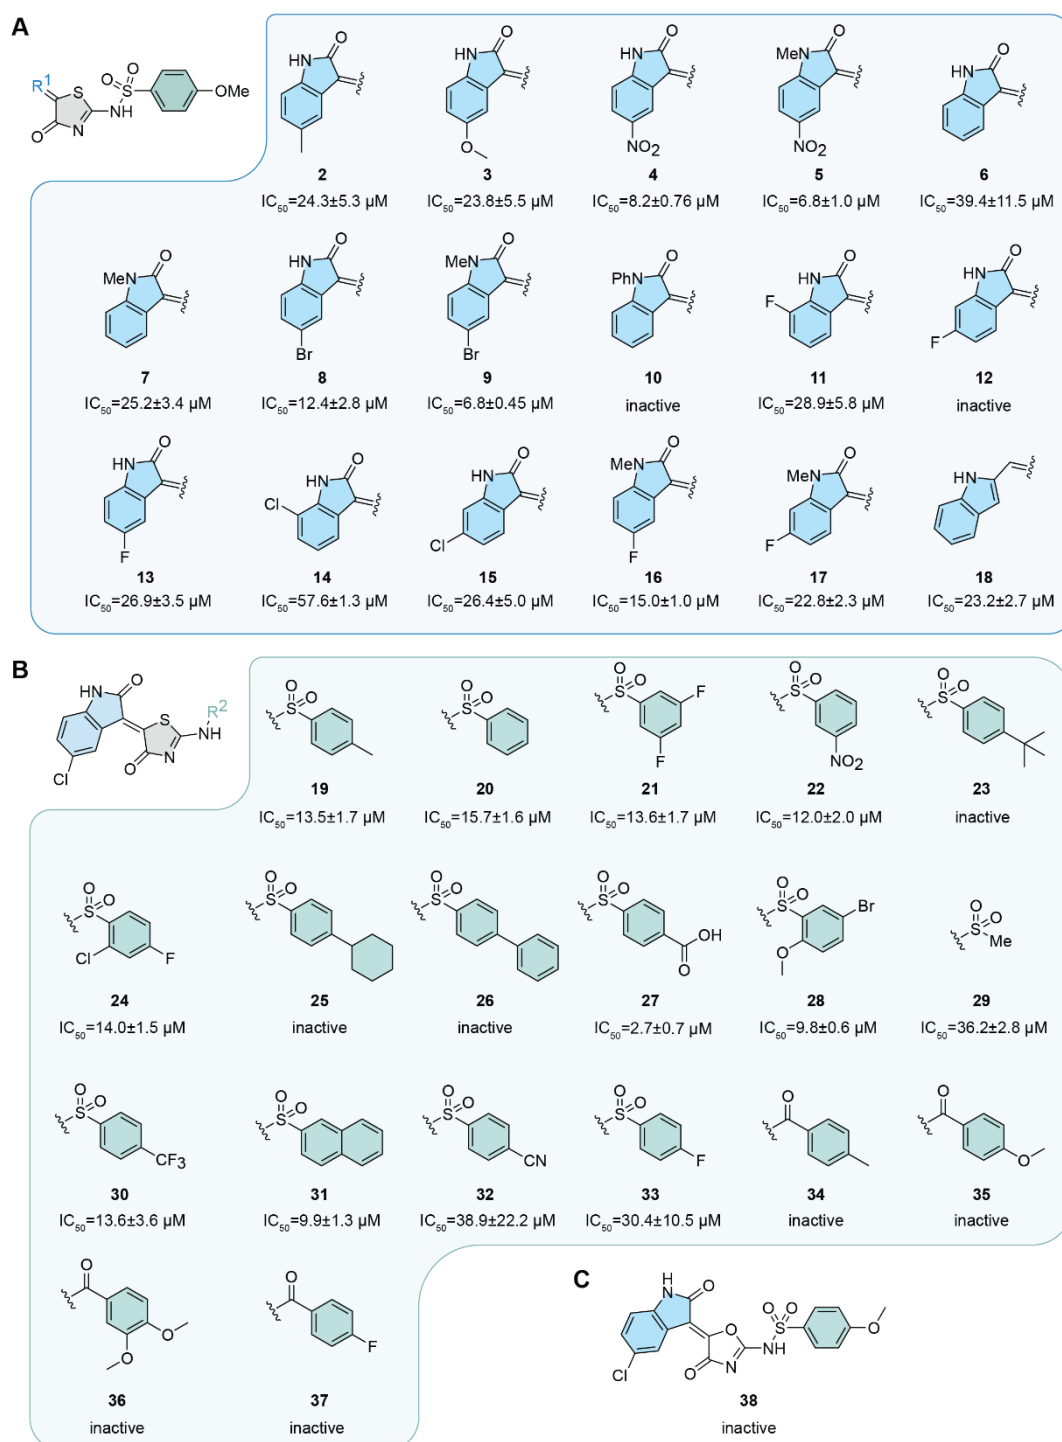 A
R¹
S
O O
S
OMe
NH
N
O
HN O
2
IC₅₀=24.3±5.3 µM
HN O
O
3
IC₅₀=23.8±5.5 µM
HN O
NO₂
4
IC₅₀=8.2±0.76 µM
MeN O
NO₂
5
IC₅₀=6.8±1.0 µM
HN O
6
IC₅₀=39.4±11.5 µM
MeN O
7
IC₅₀=25.2±3.4 µM
HN O
Br
8
IC₅₀=12.4±2.8 µM
MeN O
Br
9
IC₅₀=6.8±0.45 µM
PhN O
10
inactive
HN O
F
11
IC₅₀=28.9±5.8 µM
HN O
F
12
inactive
HN O
F
13
IC₅₀=26.9±3.5 µM
HN O
Cl
14
IC₅₀=57.6±1.3 µM
HN O
Cl
15
IC₅₀=26.4±5.0 µM
MeN O
F
16
IC₅₀=15.0±1.0 µM
MeN O
F
17
IC₅₀=22.8±2.3 µM
HN
18
IC₅₀=23.2±2.7 µM
B
HN O
S
R²
NH
N
O
Cl
O O
S
19
IC₅₀=13.5±1.7 µM
O O
S
20
IC₅₀=15.7±1.6 µM
O O
S
F
F
21
IC₅₀=13.6±1.7 µM
O O
S
NO₂
22
IC₅₀=12.0±2.0 µM
O O
S
23
inactive
O O
S
Cl F
24
IC₅₀=14.0±1.5 µM
O O
S
25
inactive
O O
S
26
inactive
O O
S
OH
O
27
IC₅₀=2.7±0.7 µM
O O
S
Br
O
28
IC₅₀=9.8±0.6 µM
O O
S
Me
29
IC₅₀=36.2±2.8 µM
O O
S
CF₃
30
IC₅₀=13.6±3.6 µM
O O
S
31
IC₅₀=9.9±1.3 µM
O O
S
CN
32
IC₅₀=38.9±22.2 µM
O O
S
F
33
IC₅₀=30.4±10.5 µM
O
34
inactive
O
O
35
inactive
O
O
O
36
inactive
O
F
37
inactive
C
H
N
O
O
S
O O
O
NH
N
O
Cl
38
inactive